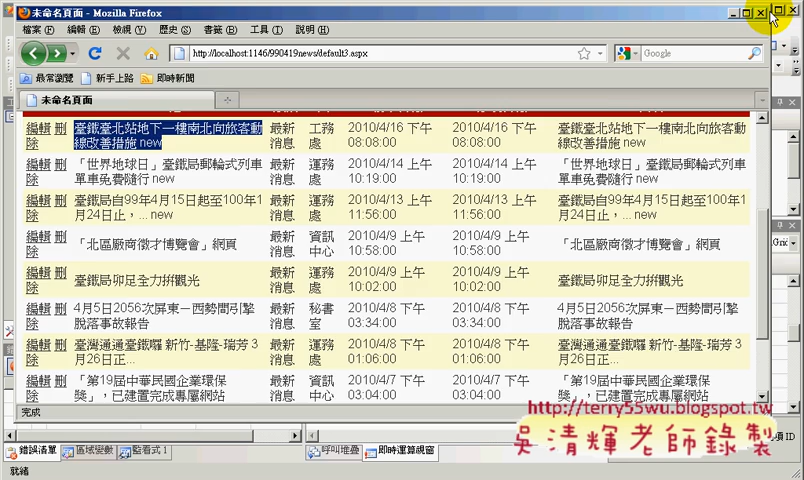 未命名頁面 - Mozilla Firefox
檔案(F) 編輯(E) 檢視(V) 歷史(S) 書籤(B) 工具(T) 說明(H)
http://localhost:1146/990419news/default3.aspx
Google
最常瀏覽 新手上路 即時新聞
未命名頁面
編輯 刪除 臺鐵臺北站地下一樓南北向旅客動線改善措施 new 最新消息 工務處 2010/4/16 下午 08:08:00 2010/4/16 下午 08:08:00 臺鐵臺北站地下一樓南北向旅客動線改善措施 new
編輯 刪除 「世界地球日」臺鐵局郵輪式列車單車免費隨行 new 最新消息 運務處 2010/4/14 上午 10:19:00 2010/4/14 上午 10:19:00 「世界地球日」臺鐵局郵輪式列車單車免費隨行 new
編輯 刪除 臺鐵局自99年4月15日起至100年1月24日止，... new 最新消息 運務處 2010/4/13 上午 11:56:00 2010/4/13 上午 11:56:00 臺鐵局自99年4月15日起至100年1月24日止，... new
編輯 刪除 「北區廠商徵才博覽會」網頁 最新消息 資訊中心 2010/4/9 上午 10:58:00 2010/4/9 上午 10:58:00 「北區廠商徵才博覽會」網頁
編輯 刪除 臺鐵局卯足全力拚觀光 最新消息 運務處 2010/4/9 上午 10:02:00 2010/4/9 上午 10:02:00 臺鐵局卯足全力拚觀光
編輯 刪除 4月5日2056次屏東－西勢間引擎脫落事故報告 最新消息 秘書室 2010/4/8 下午 03:34:00 2010/4/8 下午 03:34:00 4月5日2056次屏東－西勢間引擎脫落事故報告
編輯 刪除 臺灣通通臺鐵囉 新竹-基隆-瑞芳 3月26日正... 最新消息 運務處 2010/4/8 下午 01:06:00 2010/4/8 下午 01:06:00 臺灣通通臺鐵囉 新竹-基隆-瑞芳 3月26日正...
編輯 刪除 「第19屆中華民國企業環保獎」，已建置完成專屬網站 最新消息 資訊中心 2010/4/7 下午 03:04:00 2010/4/7 下午 03:04:00 「第19屆中華民國企業環保獎」，已建置完成專屬網站
完成
http://terry55wu.blogspot.tw
吳清輝老師錄製
錯誤清單 區域變數 監看式 1 呼叫堆疊 即時運算視窗
就緒